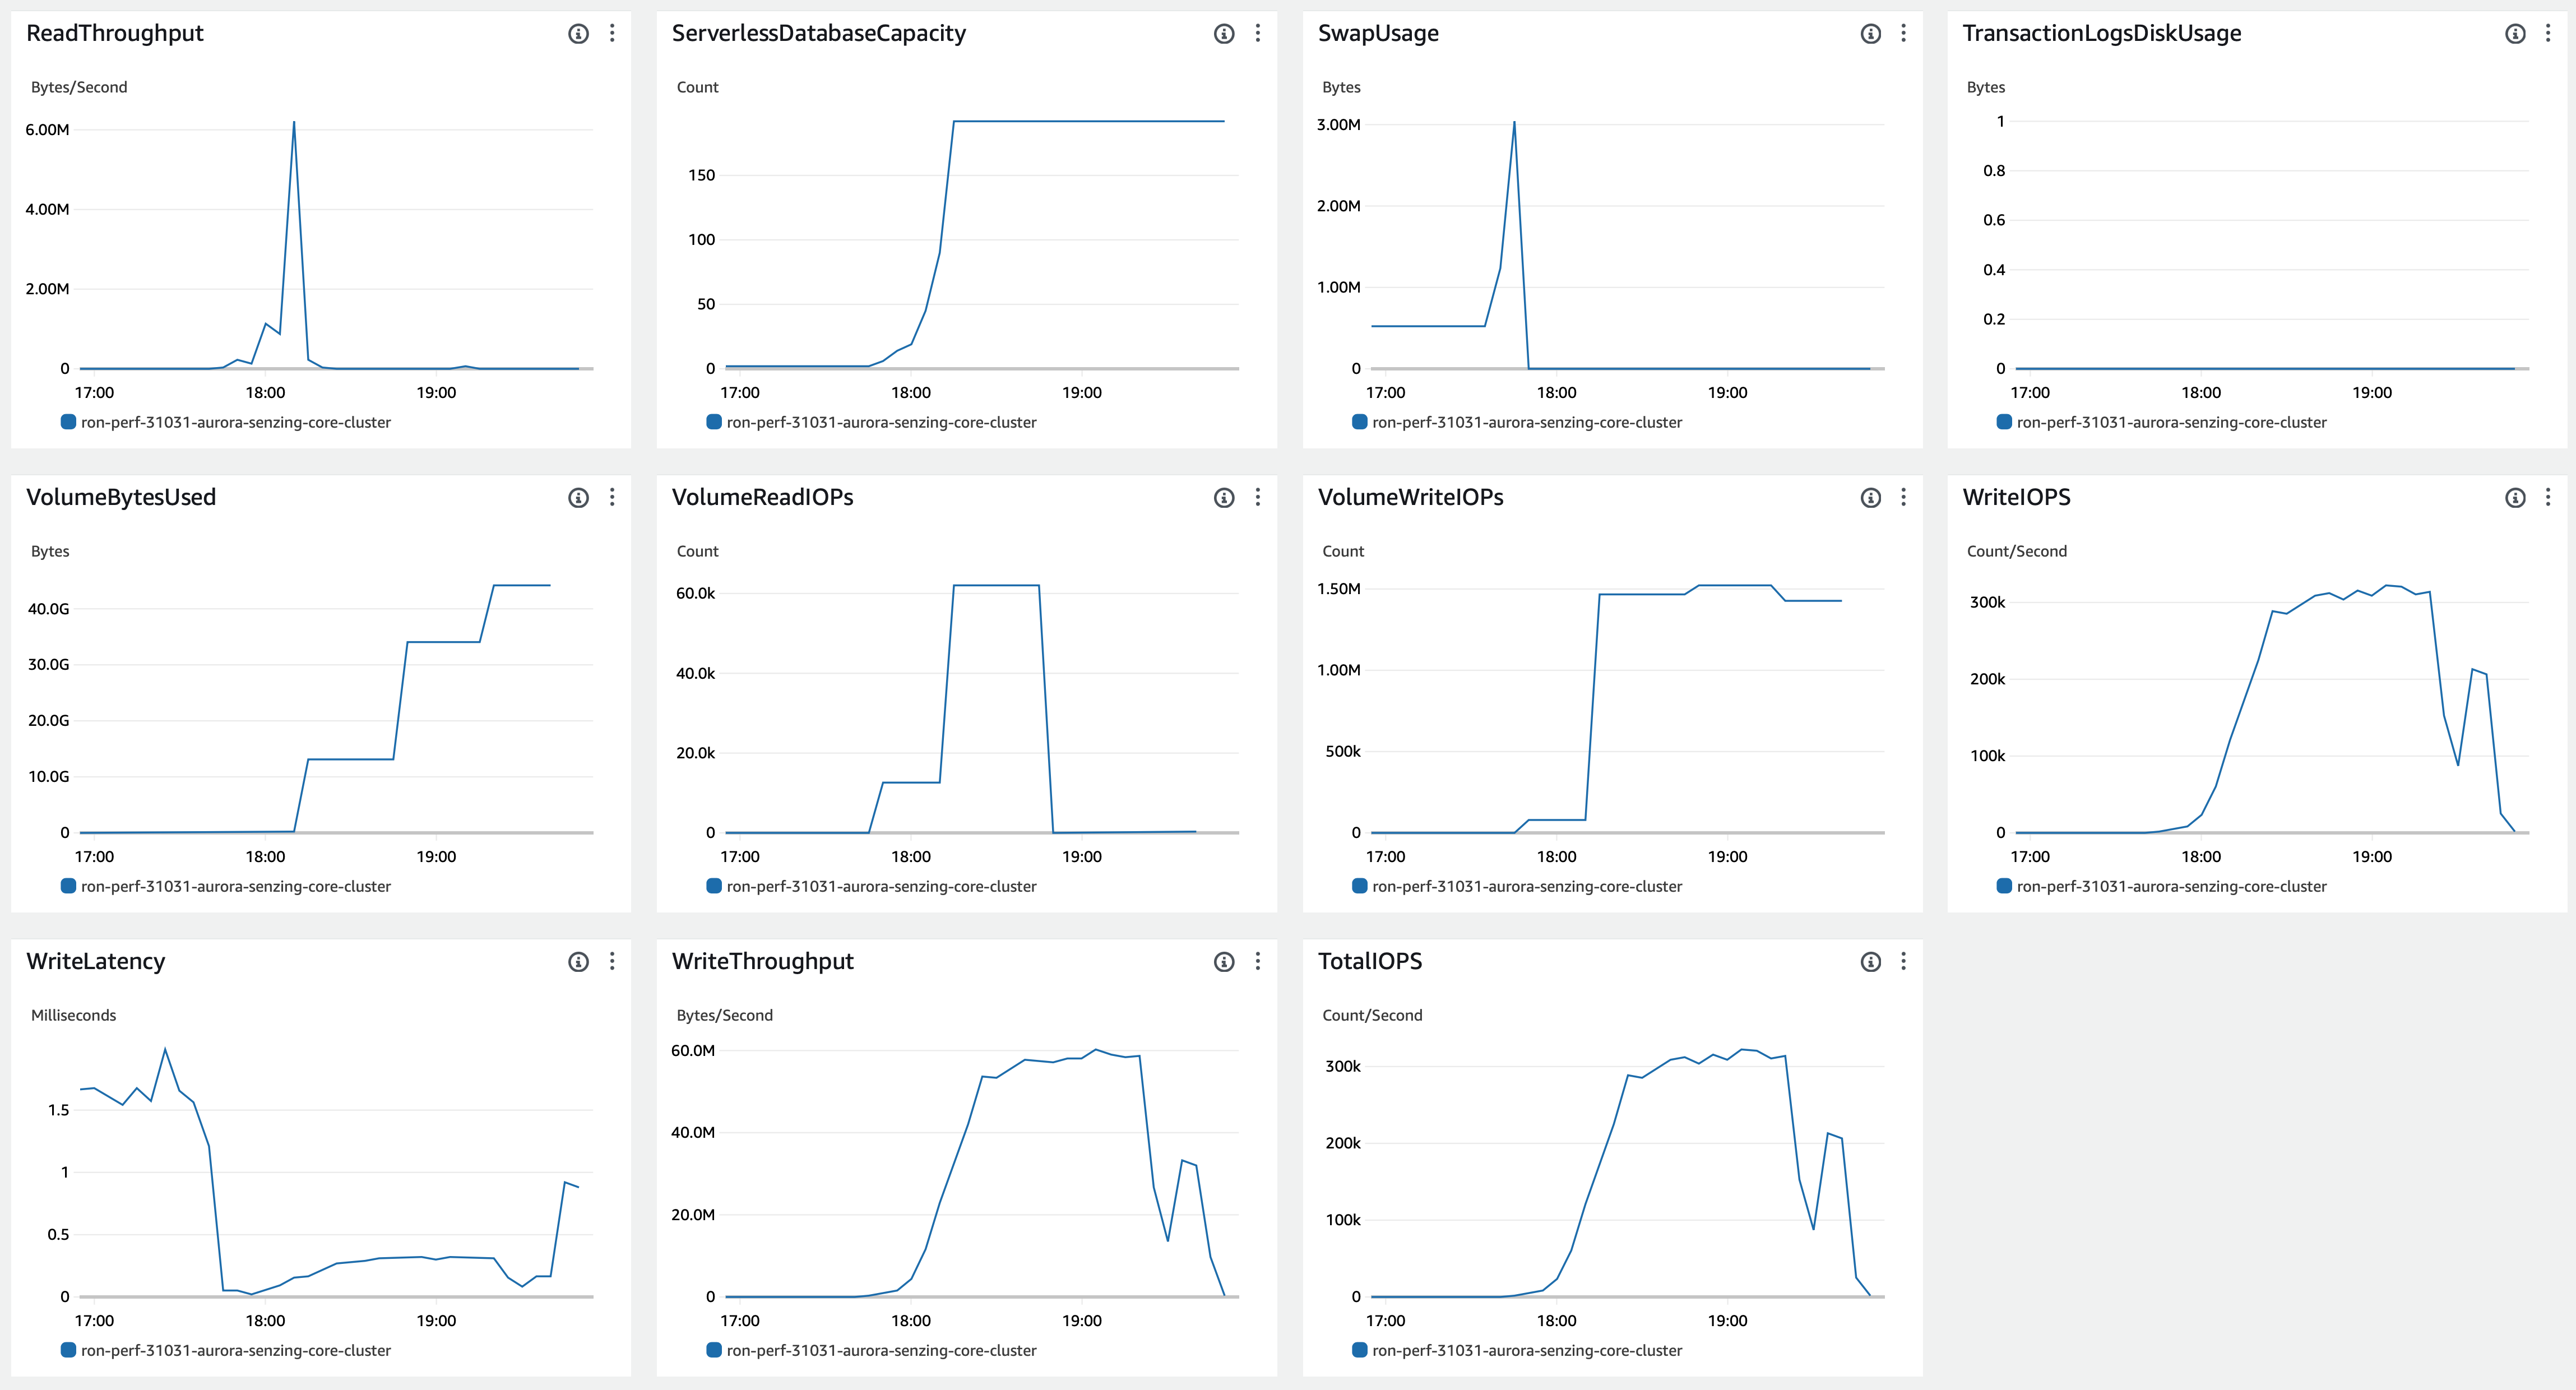 ReadThroughput
Bytes/Second
6.00M
4.00M
2.00M
0
17:00 18:00 19:00
ron-perf-31031-aurora-senzing-core-cluster
ServerlessDatabaseCapacity
Count
150
100
50
0
17:00 18:00 19:00
ron-perf-31031-aurora-senzing-core-cluster
SwapUsage
Bytes
3.00M
2.00M
1.00M
0
17:00 18:00 19:00
ron-perf-31031-aurora-senzing-core-cluster
TransactionLogsDiskUsage
Bytes
1
0.8
0.6
0.4
0.2
0
17:00 18:00 19:00
ron-perf-31031-aurora-senzing-core-cluster
VolumeBytesUsed
Bytes
40.0G
30.0G
20.0G
10.0G
0
17:00 18:00 19:00
ron-perf-31031-aurora-senzing-core-cluster
VolumeReadIOPs
Count
60.0k
40.0k
20.0k
0
17:00 18:00 19:00
ron-perf-31031-aurora-senzing-core-cluster
VolumeWriteIOPs
Count
1.50M
1.00M
500k
0
17:00 18:00 19:00
ron-perf-31031-aurora-senzing-core-cluster
WriteIOPS
Count/Second
300k
200k
100k
0
17:00 18:00 19:00
ron-perf-31031-aurora-senzing-core-cluster
WriteLatency
Milliseconds
1.5
1
0.5
0
17:00 18:00 19:00
ron-perf-31031-aurora-senzing-core-cluster
WriteThroughput
Bytes/Second
60.0M
40.0M
20.0M
0
17:00 18:00 19:00
ron-perf-31031-aurora-senzing-core-cluster
TotalIOPS
Count/Second
300k
200k
100k
0
17:00 18:00 19:00
ron-perf-31031-aurora-senzing-core-cluster